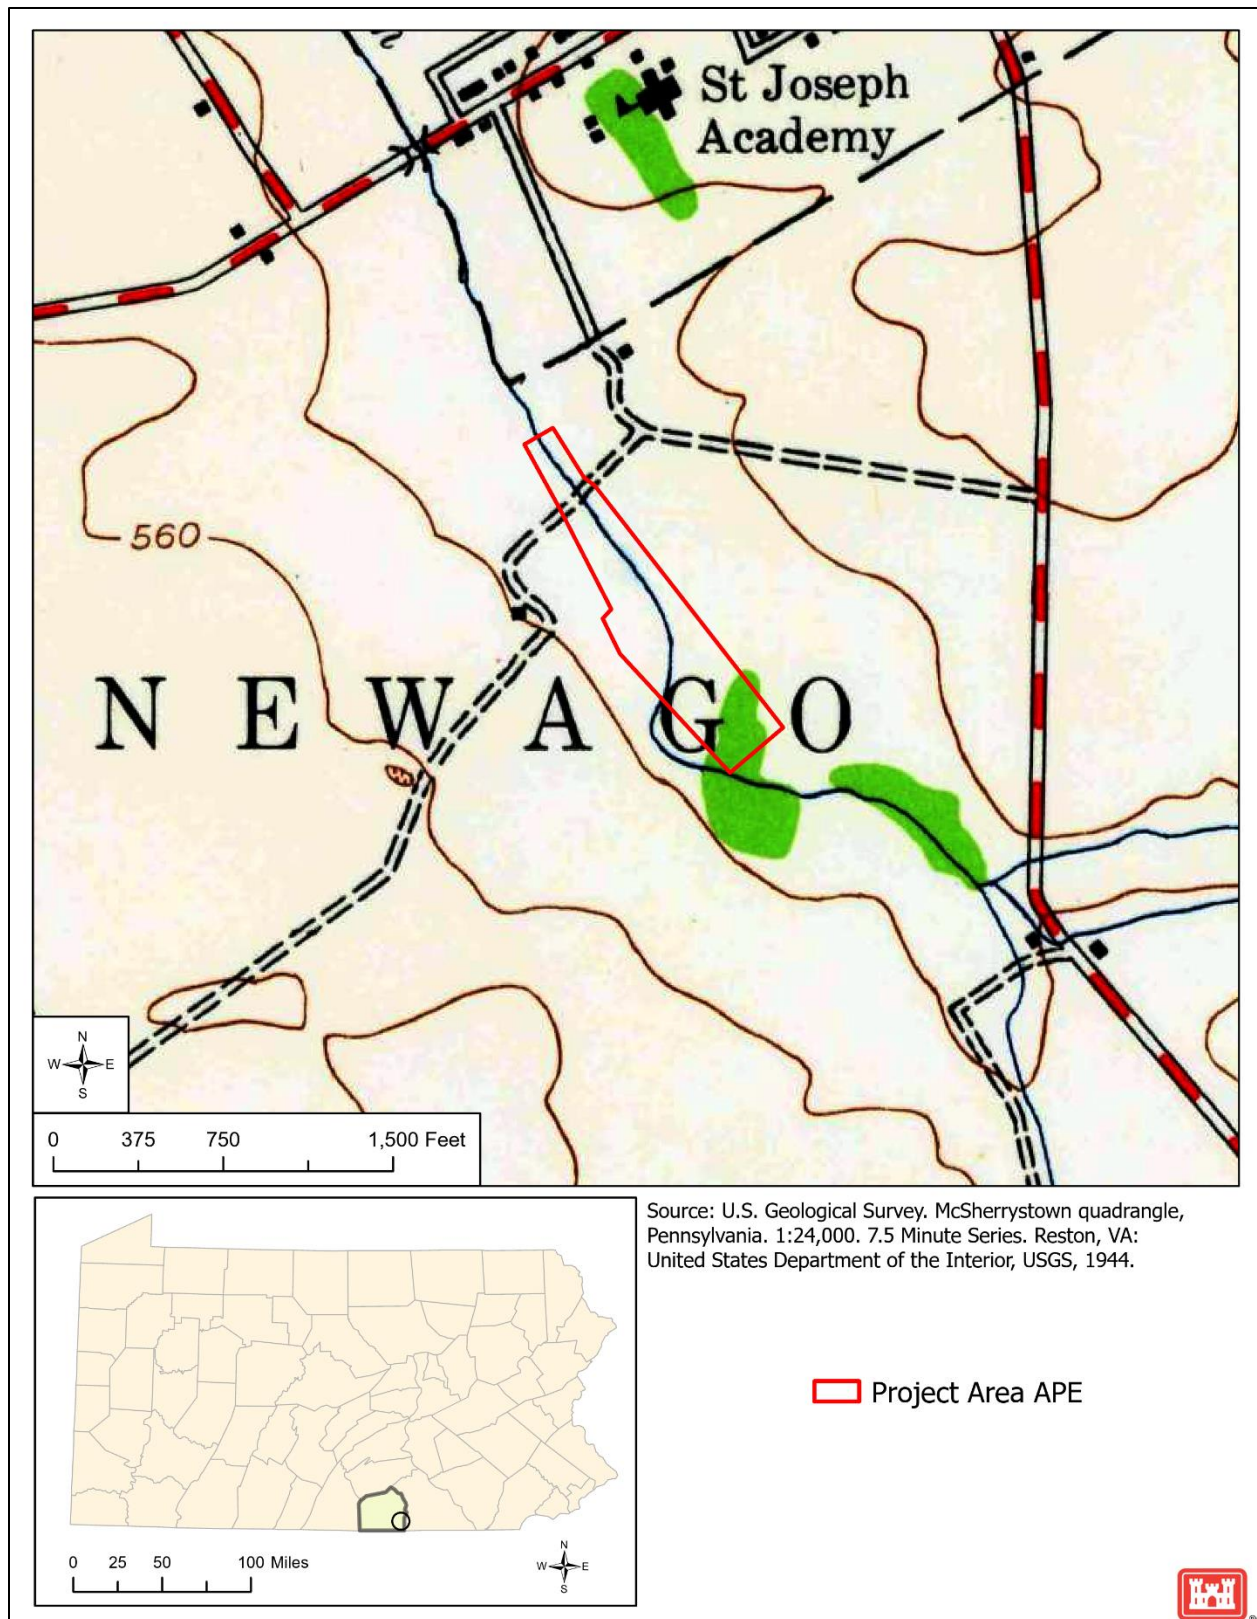 St Joseph
Academy
560
N E W A G O
N
W E
S
0 375 750 1,500 Feet
Source: U.S. Geological Survey. McSherrystown quadrangle,
Pennsylvania. 1:24,000. 7.5 Minute Series. Reston, VA:
United States Department of the Interior, USGS, 1944.
Project Area APE
0 25 50 100 Miles
N
W E
S
®